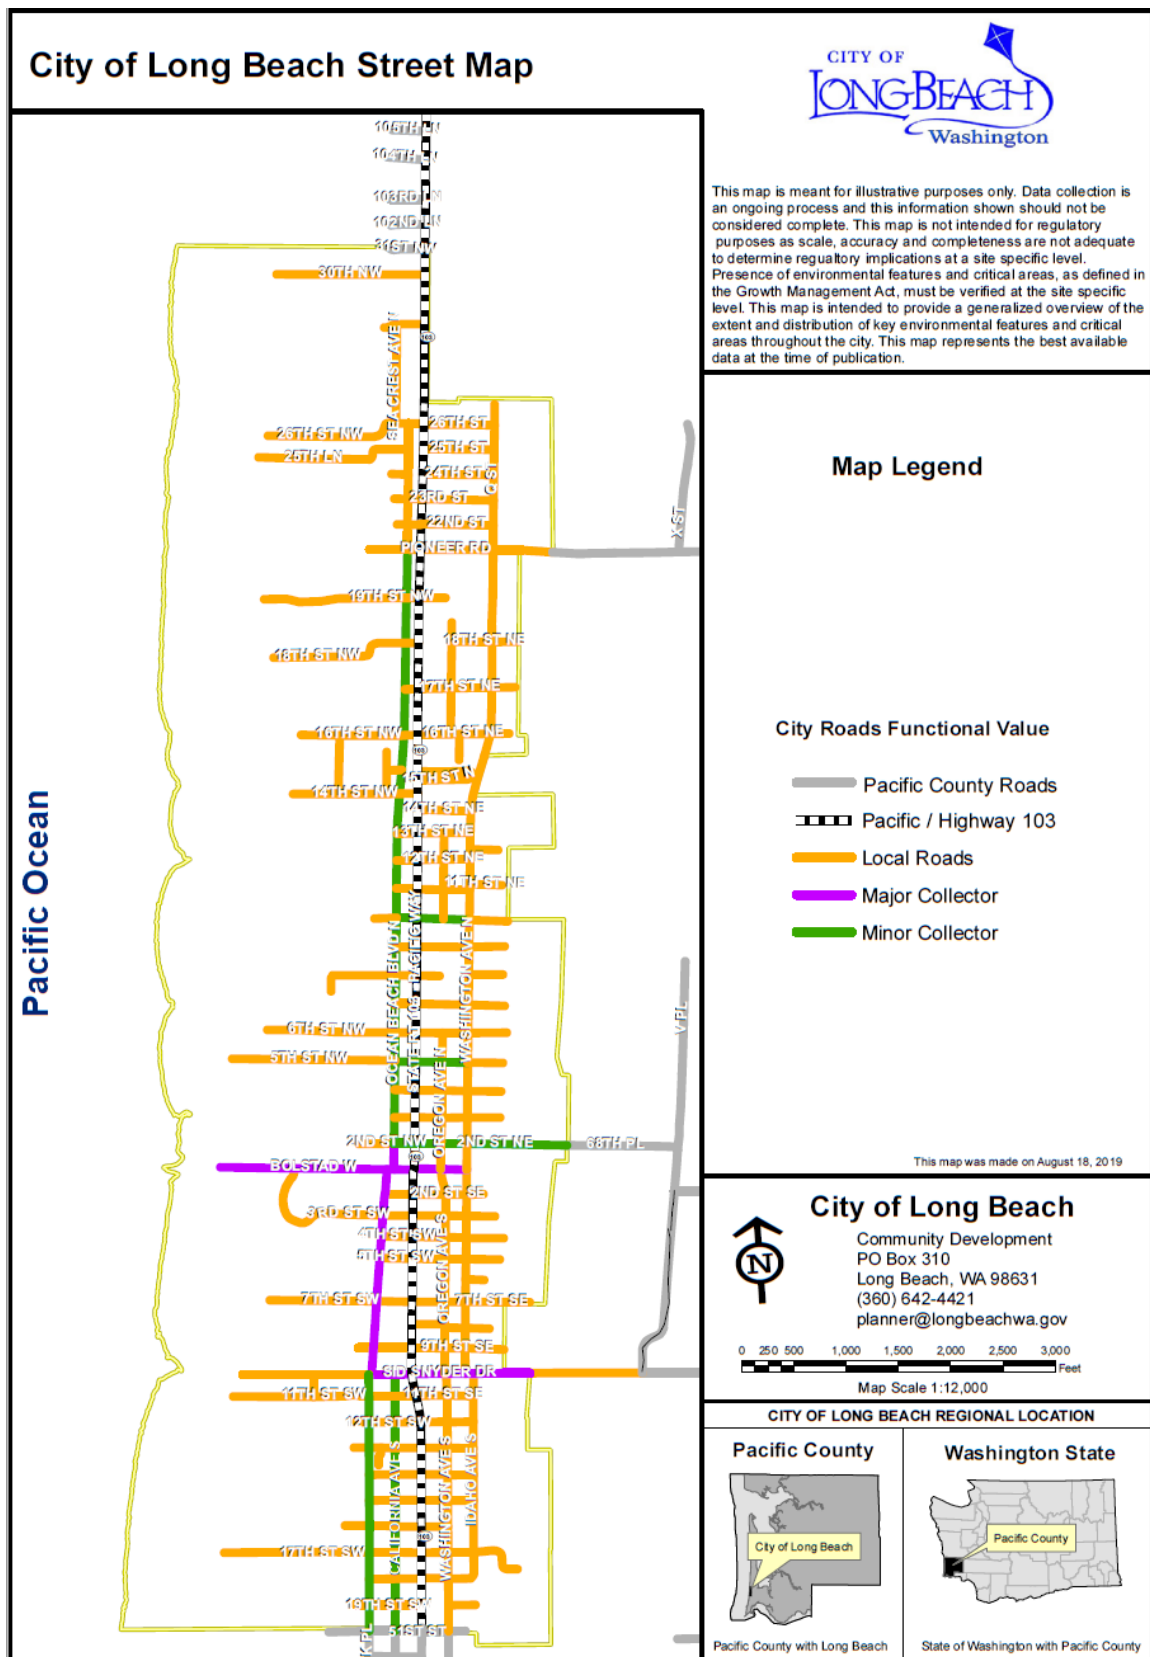 City of Long Beach Street Map
CITY OF
LONG BEACH
Washington
This map is meant for illustrative purposes only. Data collection is
an ongoing process and this information shown should not be
considered complete. This map is not intended for regulatory
purposes as scale, accuracy and completeness are not adequate
to determine regualtory implications at a site specific level.
Presence of environmental features and critical areas, as defined in
the Growth Management Act, must be verified at the site specific
level. This map is intended to provide a generalized overview of the
extent and distribution of key environmental features and critical
areas throughout the city. This map represents the best available
data at the time of publication.
105TH LN
104TH LN
103RD LN
102ND LN
31ST NW
30TH NW
103
SEACREST AVE N
26TH ST
26TH ST NW
25TH ST
25TH LN
24TH ST
23RD ST
22ND ST
PIONEER RD
X ST
19TH ST NW
18TH ST NE
18TH ST NW
17TH ST NE
16TH ST NW
16TH ST NE
103
15TH ST N
14TH ST NW
14TH ST NE
13TH ST NE
12TH ST NE
11TH ST NE
OCEAN BEACH BLVD N
STATE RT 103 - PACIFIC WAY
WASHINGTON AVE N
6TH ST NW
5TH ST NW
OREGON AVE N
V PL
2ND ST NW
2ND ST NE
68TH PL
103
BOLSTAD W
2ND ST SE
3RD ST SW
4TH ST SW
5TH ST SW
OREGON AVE S
7TH ST SW
7TH ST SE
9TH ST SE
SID SNYDER DR
11TH ST SW
11TH ST SE
12TH ST SW
CALIFORNIA AVE S
WASHINGTON AVE S
IDAHO AVE S
103
17TH ST SW
19TH ST SW
51ST ST
K PL
Pacific Ocean
Map Legend
City Roads Functional Value
Pacific County Roads
Pacific / Highway 103
Local Roads
Major Collector
Minor Collector
This map was made on August 18, 2019
City of Long Beach
Community Development
PO Box 310
Long Beach, WA 98631
(360) 642-4421
planner@longbeachwa.gov
N
0 250 500 1,000 1,500 2,000 2,500 3,000
Feet
Map Scale 1:12,000
CITY OF LONG BEACH REGIONAL LOCATION
Pacific County
City of Long Beach
Pacific County with Long Beach
Washington State
Pacific County
State of Washington with Pacific County